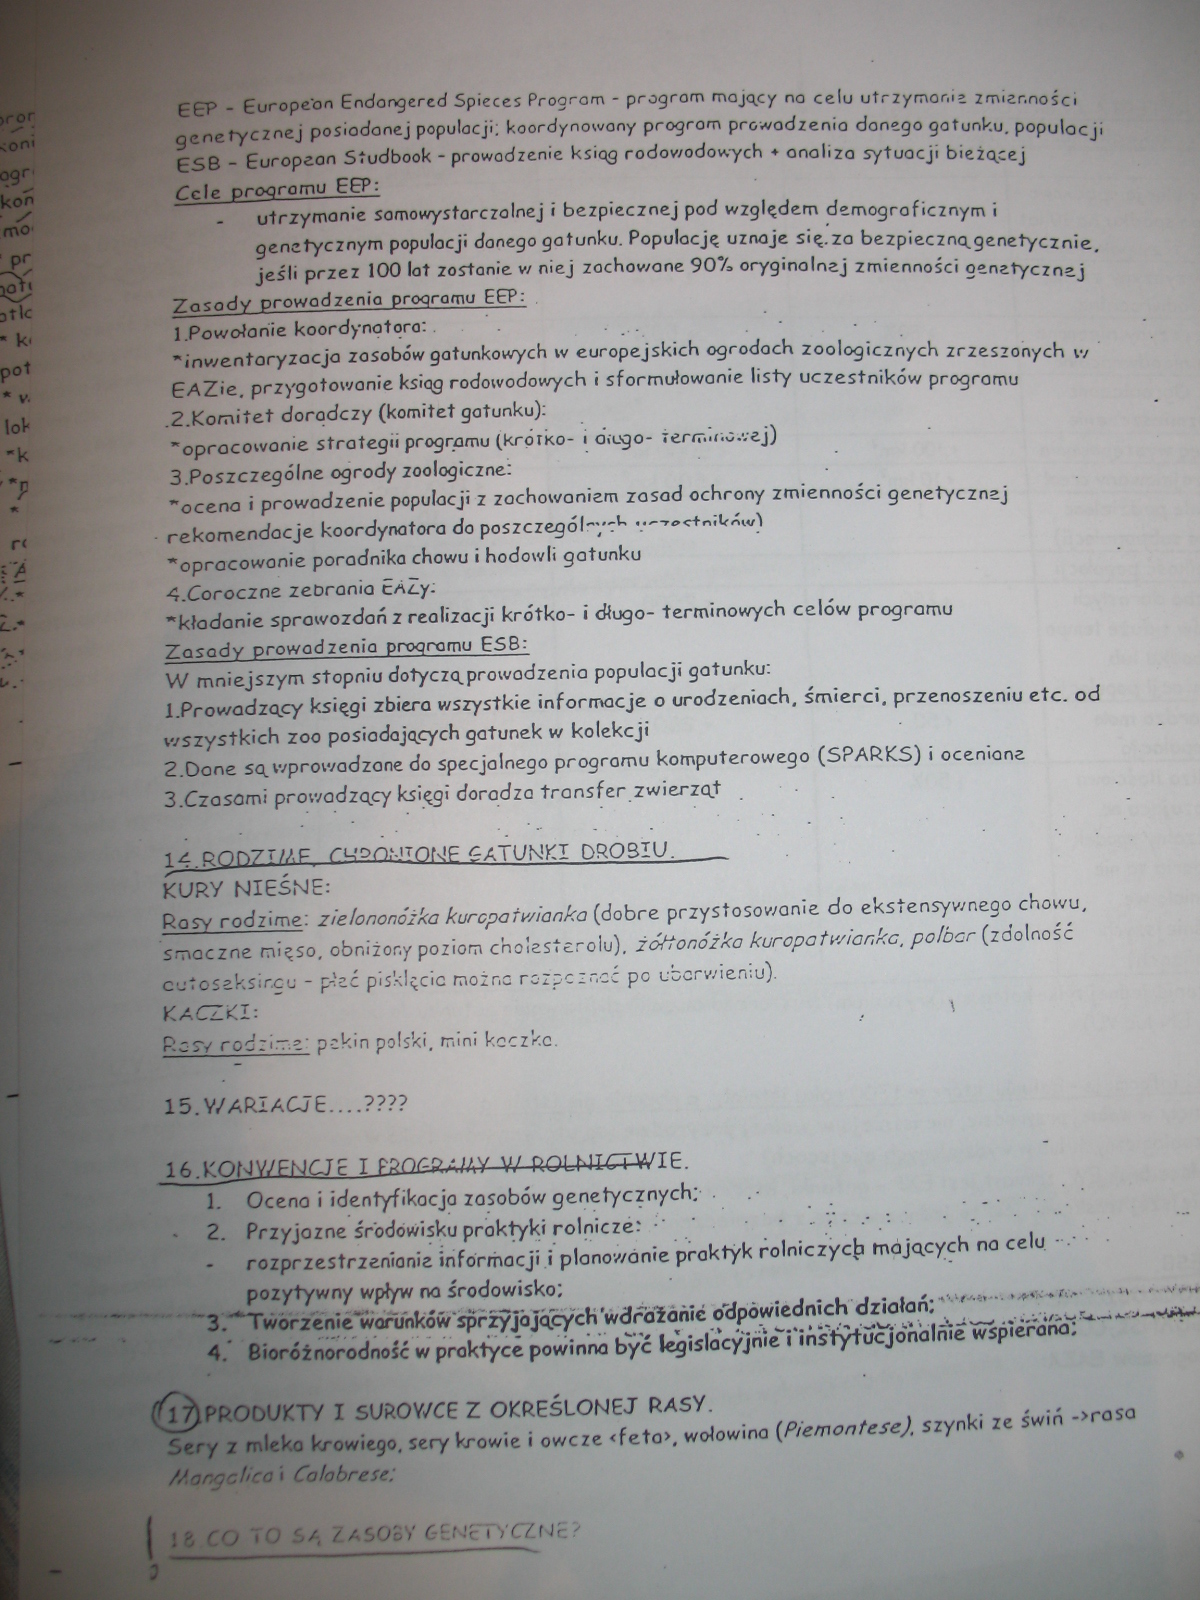 EEP - European Endangered Spieces Program - program mający na celu utrzymanie zmienności
genetycznej posiadanej populacji; koordynowany program prowadzenia danego gatunku, populacji
ESB - European Studbook - prowadzenie ksiąg rodowodowych + analiza sytuacji bieżącej
Cele programu EEP:
- utrzymanie samowystarczalnej i bezpiecznej pod względem demograficznym i
genetycznym populacji danego gatunku. Populację uznaje się za bezpieczną genetycznie,
jeśli przez 100 lat zostanie w niej zachowane 90% oryginalnej zmienności genetycznej
Zasady prowadzenia programu EEP:
1.Powołanie koordynatora:
*inwentaryzacja zasobów gatunkowych w europejskich ogrodach zoologicznych zrzeszonych w
EAZie, przygotowanie ksiąg rodowodowych i sformułowanie listy uczestników programu
2.Komitet doradczy (komitet gatunku):
*opracowanie strategii programu (krótko- i długo- terminowej)
3.Poszczególne ogrody zoologiczne:
*ocena i prowadzenie populacji z zachowaniem zasad ochrony zmienności genetycznej
rekomendacje koordynatora do poszczególnych uczestników)
*opracowanie poradnika chowu i hodowli gatunku
4.Coroczne zebrania EAZy:
*kładanie sprawozdań z realizacji krótko- i długo- terminowych celów programu
Zasady prowadzenia programu ESB:
W mniejszym stopniu dotyczą prowadzenia populacji gatunku:
1.Prowadzący księgi zbiera wszystkie informacje o urodzeniach, śmierci, przenoszeniu etc. od
wszystkich zoo posiadających gatunek w kolekcji
2.Dane są wprowadzane do specjalnego programu komputerowego (SPARKS) i oceniane
3.Czasami prowadzący księgi doradza transfer zwierząt
14.RODZIME, CHRONIONE GATUNKI DROBIU.
KURY NIEŚNE:
Rasy rodzime: zielononóżka kuropatwianka (dobre przystosowanie do ekstensywnego chowu,
smaczne mięso, obniżony poziom cholesterolu), żółtonóżka kuropatwianka, polbar (zdolność
autoseksingu - płeć pisklęcia można rozpoznać po ubarwieniu).
KACZKI:
Rasy rodzime: pekin polski, mini kaczka.
15.WARIACJE....????
16.KONWENCJE I PROGRAMY W ROLNICTWIE.
1. Ocena i identyfikacja zasobów genetycznych;
2. Przyjazne środowisku praktyki rolnicze:
- rozprzestrzenianie informacji i planowanie praktyk rolniczych mających na celu
pozytywny wpływ na środowisko;
3. Tworzenie warunków sprzyjających wdrażanie odpowiednich działań;
4. Bioróżnorodność w praktyce powinna być legislacyjnie i instytucjonalnie wspierana;
17.PRODUKTY I SUROWCE Z OKREŚLONEJ RASY.
Sery z mleka krowiego, sery krowie i owcze <feta>, wołowina (Piemontese), szynki ze świń ->rasa
Mangalica i Calabrese;
18.CO TO SĄ ZASOBY GENETYCZNE?